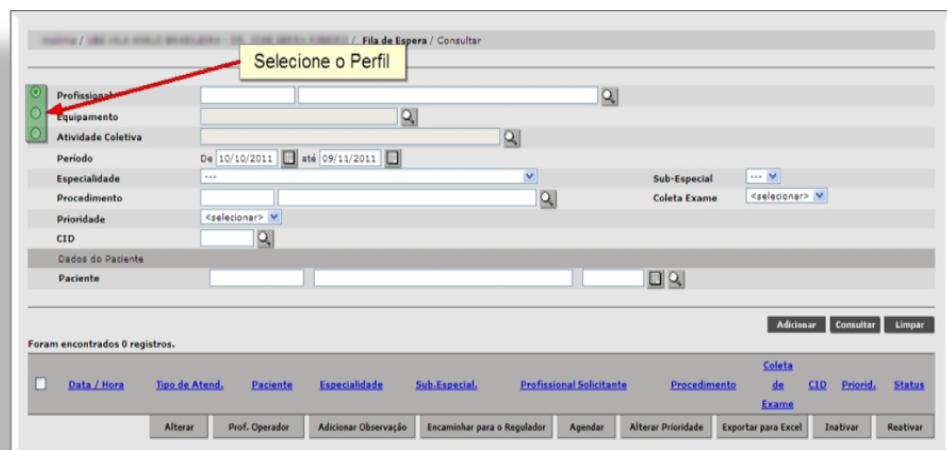 / Fila de Espera / Consultar
Selecione o Perfil
Profissional
Equipamento
Atividade Coletiva
Período De 10/10/2011 até 09/11/2011
Especialidade --- Sub-Especial ---
Procedimento Coleta Exame <selecionar>
Prioridade <selecionar>
CID
Dados do Paciente
Paciente
Adicionar Consultar Limpar
Foram encontrados 0 registros.
Data / Hora Tipo de Atend. Paciente Especialidade Sub.Especial. Profissional Solicitante Procedimento Coleta de Exame CID Priorid. Status
Alterar Prof. Operador Adicionar Observação Encaminhar para o Regulador Agendar Alterar Prioridade Exportar para Excel Inativar Reativar